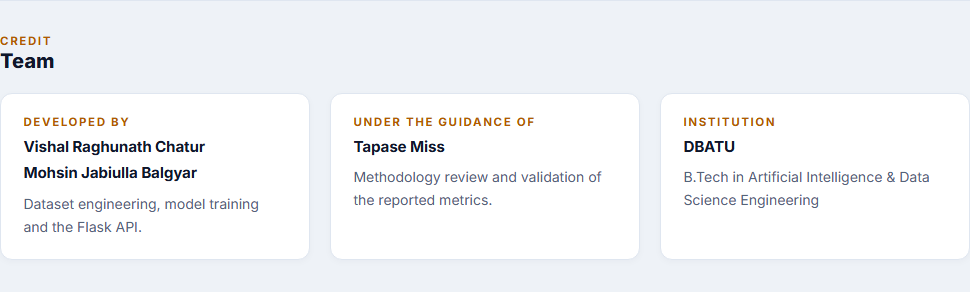 CREDIT
Team
DEVELOPED BY
Vishal Raghunath Chatur
Mohsin Jabiulla Balgyar
Dataset engineering, model training
and the Flask API.
UNDER THE GUIDANCE OF
Tapase Miss
Methodology review and validation of
the reported metrics.
INSTITUTION
DBATU
B.Tech in Artificial Intelligence & Data
Science Engineering